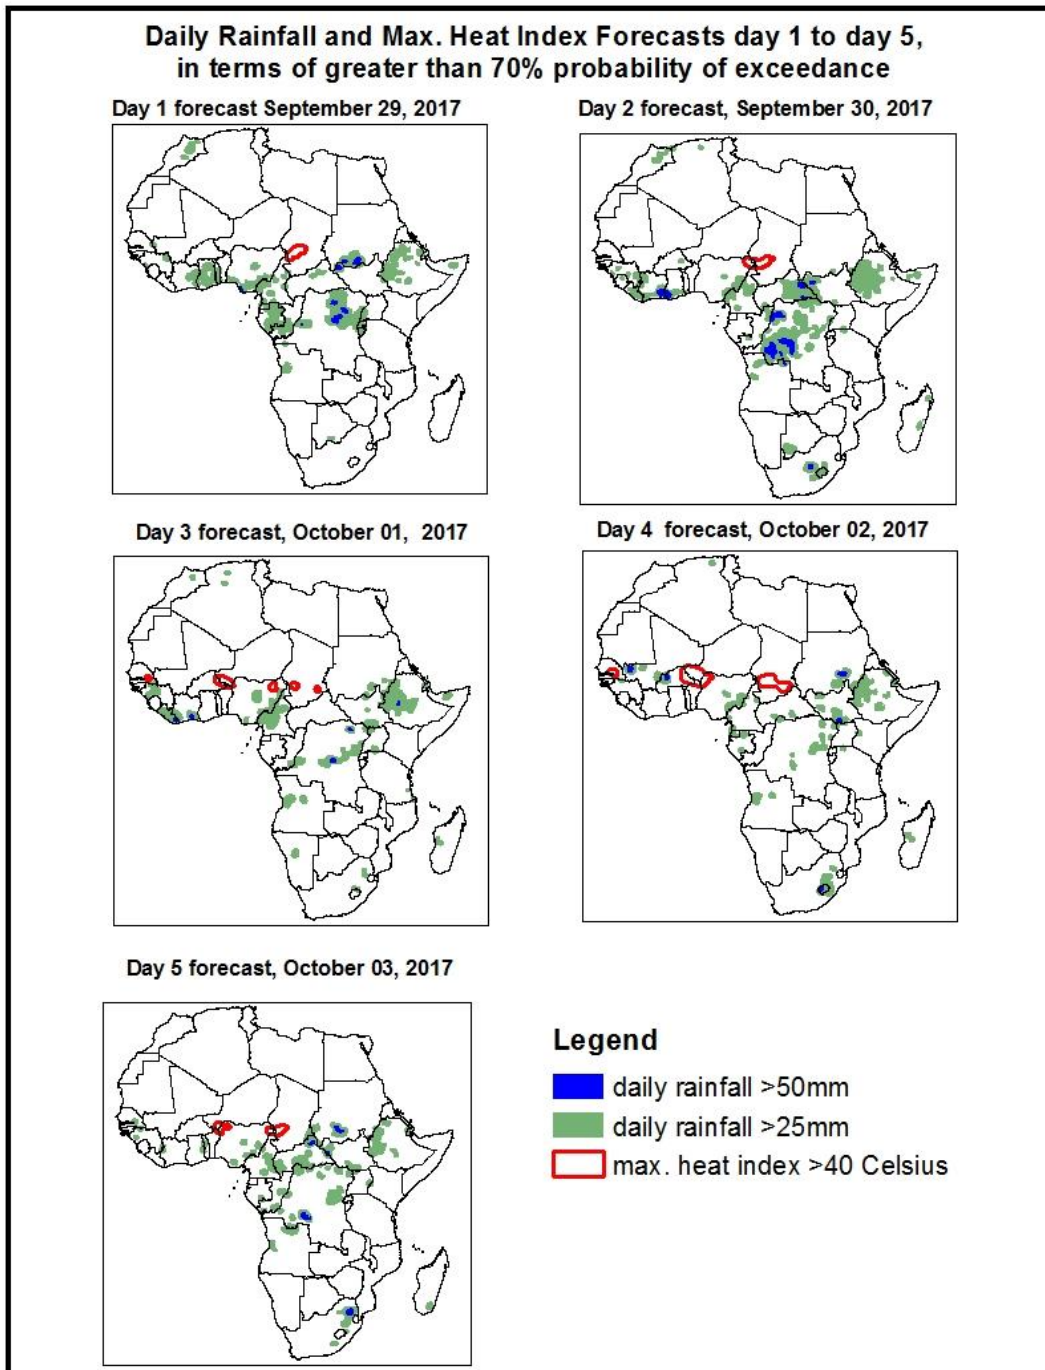 Daily Rainfall and Max. Heat Index Forecasts day 1 to day 5,
in terms of greater than 70% probability of exceedance
Day 1 forecast September 29, 2017
Day 2 forecast, September 30, 2017
Day 3 forecast, October 01, 2017
Day 4 forecast, October 02, 2017
Day 5 forecast, October 03, 2017
Legend
daily rainfall >50mm
daily rainfall >25mm
max. heat index >40 Celsius